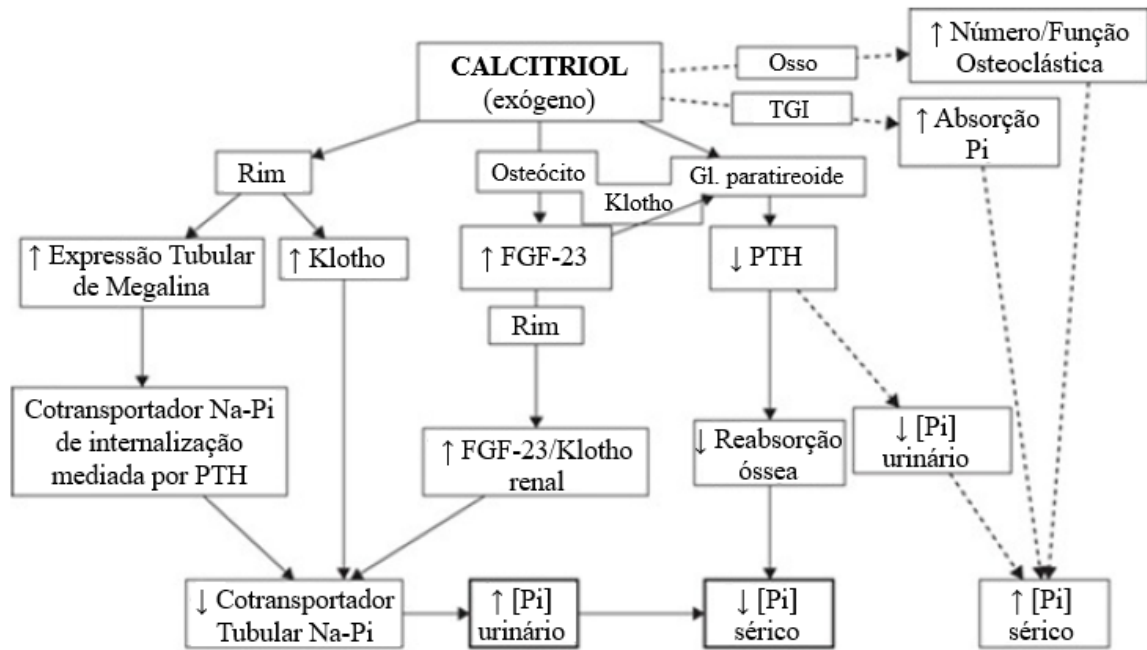 CALCITRIOL
(exógeno)
Osso
TGI
↑ Número/Função
Osteoclástica
↑ Absorção
Pi
Rim
Osteócito
Klotho
Gl. paratireoide
↑ Expressão Tubular
de Megalina
↑ Klotho
↑ FGF-23
↓ PTH
Rim
Cotransportador Na-Pi
de internalização
mediada por PTH
↑ FGF-23/Klotho
renal
↓ Reabsorção
óssea
↓ [Pi]
urinário
↓ Cotransportador
Tubular Na-Pi
↑ [Pi]
urinário
↓ [Pi]
sérico
↑ [Pi]
sérico